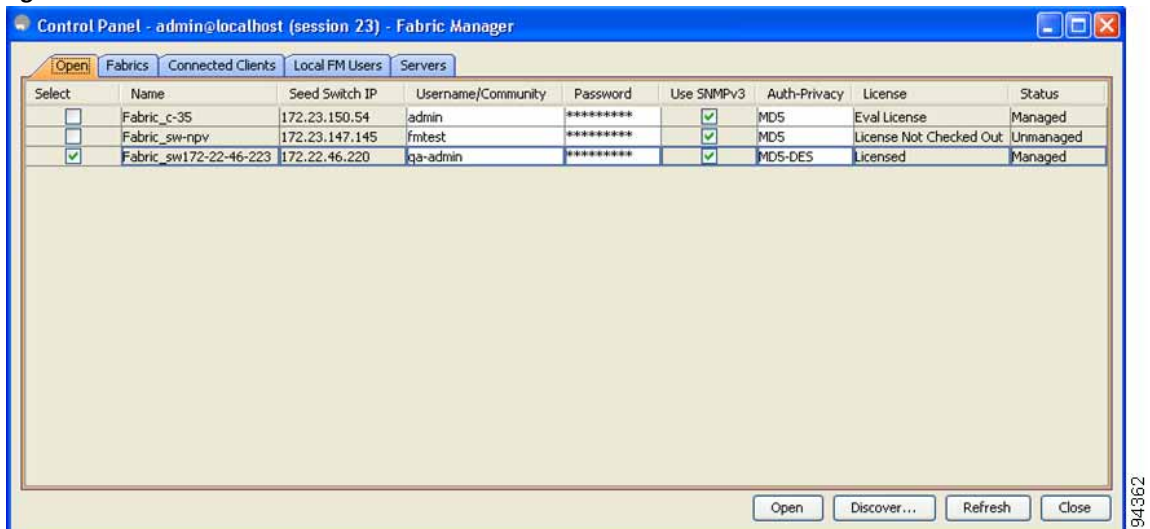 Control Panel - admin@localhost (session 23) - Fabric Manager
Open Fabrics Connected Clients Local FM Users Servers
Select Name Seed Switch IP Username/Community Password Use SNMPv3 Auth-Privacy License Status
Fabric_c-35 172.23.150.54 admin ********* MD5 Eval License Managed
Fabric_sw-npv 172.23.147.145 fmtest ********* MD5 License Not Checked Out Unmanaged
Fabric_sw172-22-46-223 172.22.46.220 qa-admin ********* MD5-DES Licensed Managed
Open Discover... Refresh Close
94362